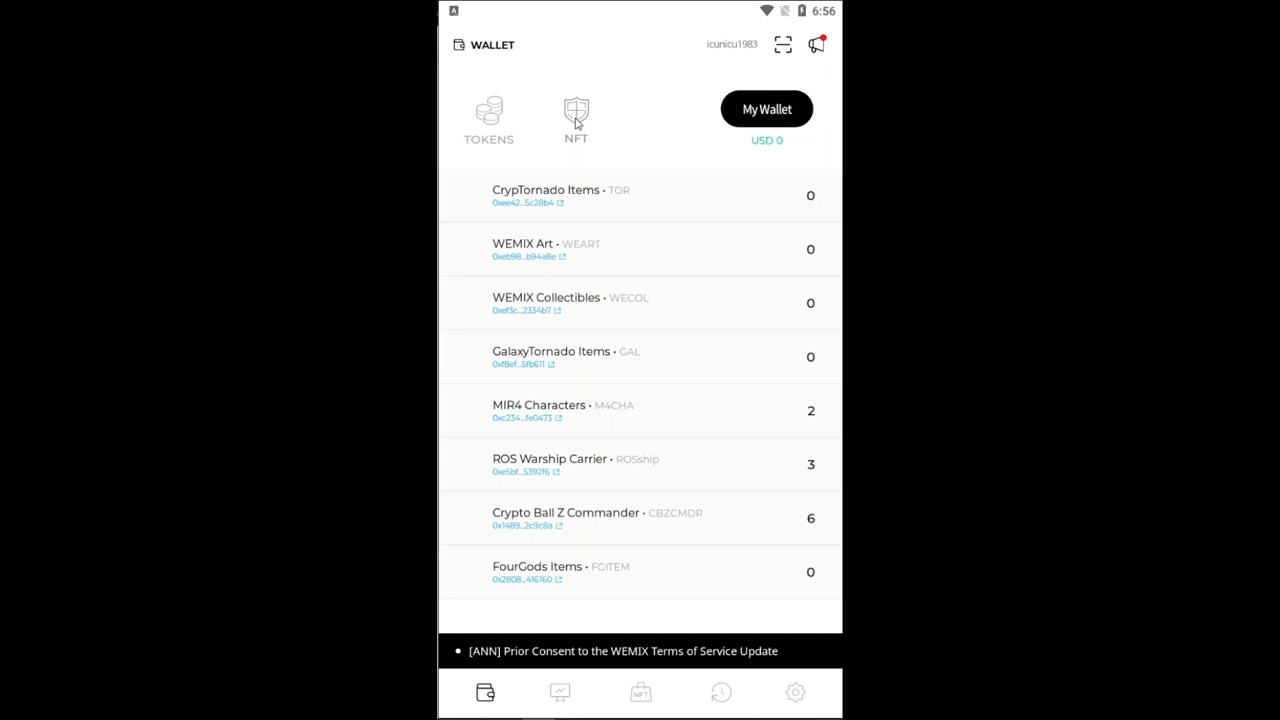 A 6:56
WALLET icunicu1983
My Wallet
TOKENS NFT USD 0
CrypTornado Items • TOR 0
0xee42...5c28b4
WEMIX Art • WEART 0
0xeb98...b94a8e
WEMIX Collectibles • WECOL 0
0xef3c...2334b7
GalaxyTornado Items • GAL 0
0xf8ef...5fb611
MIR4 Characters • M4CHA 2
0xc234...fe0473
ROS Warship Carrier • ROSship 3
0xe5bf...5392f6
Crypto Ball Z Commander • CBZCMDR 6
0x1489...2c9c8a
FourGods Items • FGITEM 0
0x2808...416160
• [ANN] Prior Consent to the WEMIX Terms of Service Update
NFT